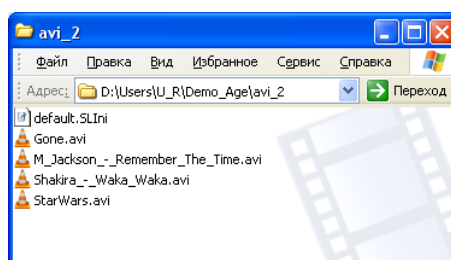 avi_2
Файл Правка Вид Избранное Сервис Справка
Адрес: D:\Users\U_R\Demo_Age\avi_2 Переход
default.SLIni
Gone.avi
M_Jackson_-_Remember_The_Time.avi
Shakira_-_Waka_Waka.avi
StarWars.avi